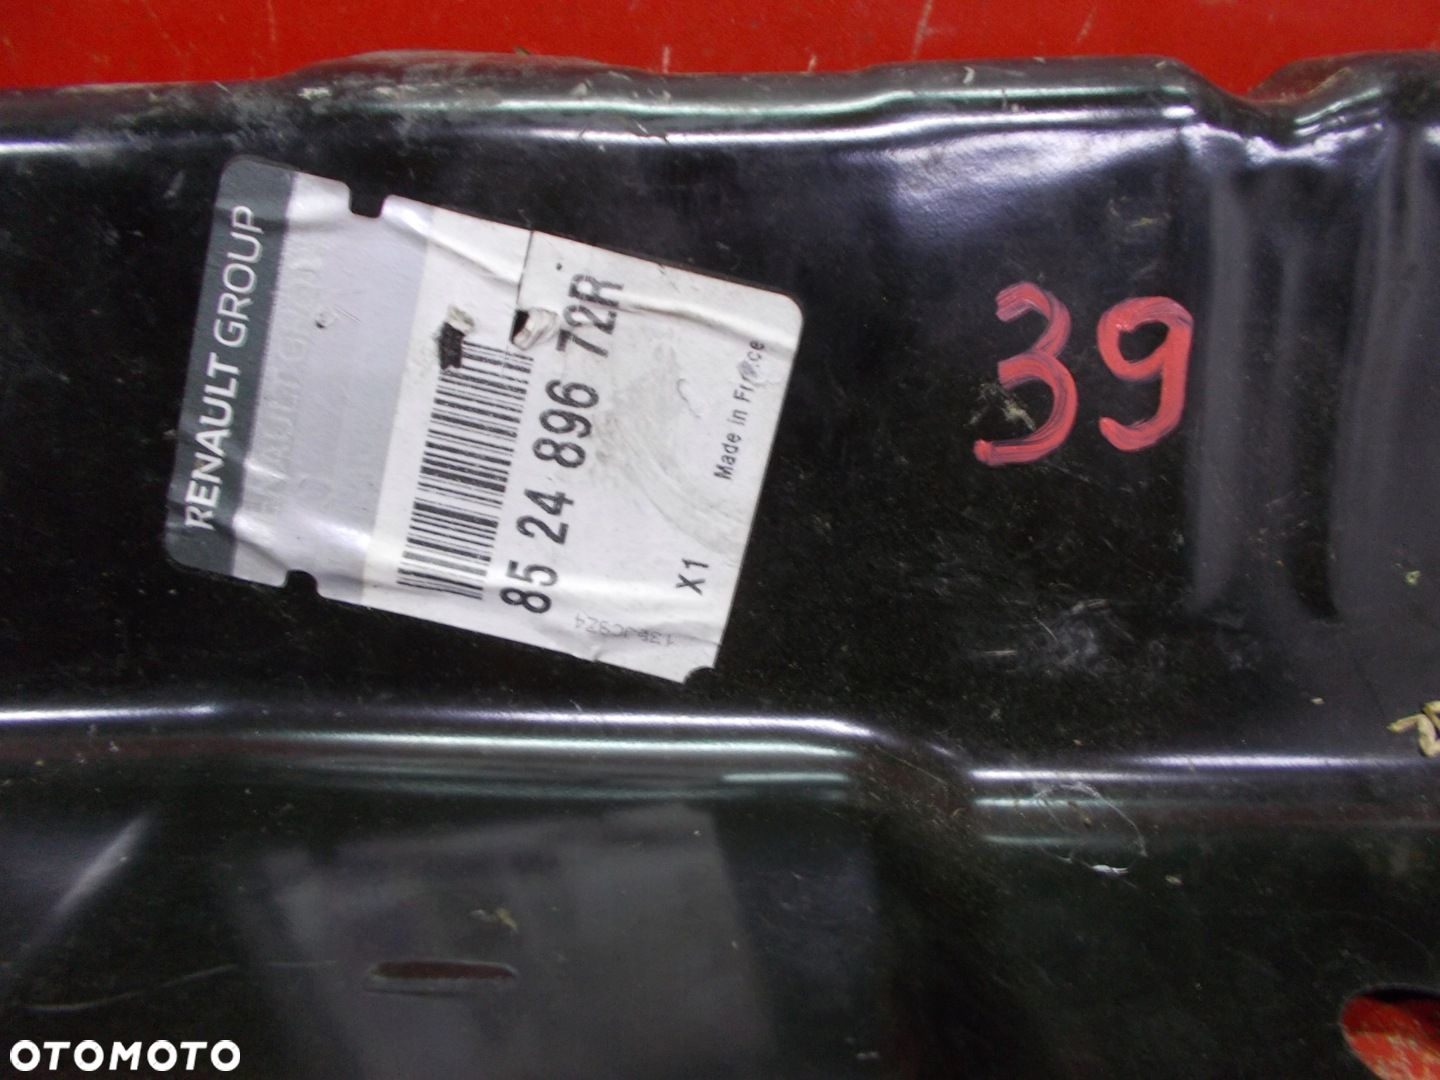 RENAULT GROUP
85 24 896 72R
Made in France
X1
39
OTOMOTO